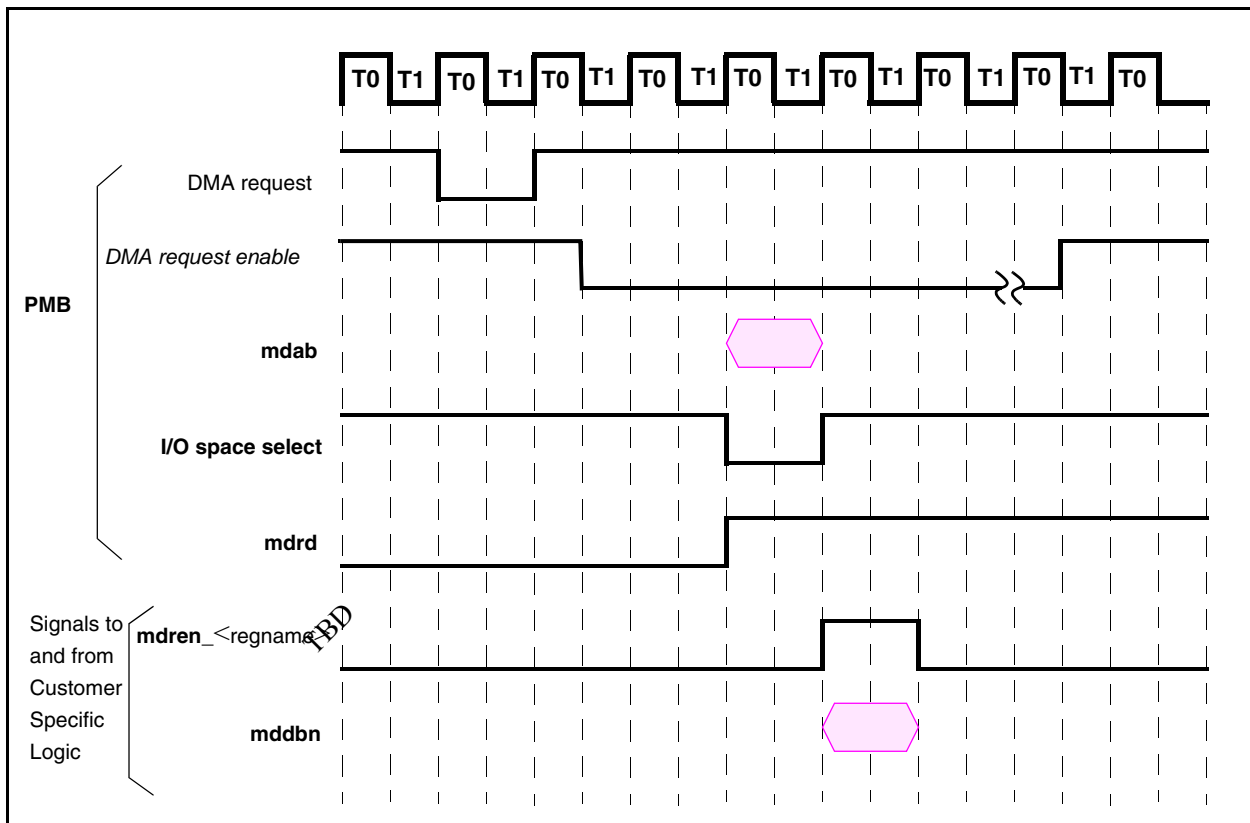 T0 T1 T0 T1 T0 T1 T0 T1 T0 T1 T0 T1 T0 T1 T0 T1 T0
PMB
DMA request
DMA request enable
mdab
I/O space select
mdrd
Signals to
and from
Customer
Specific
Logic
mdren_<regname>
TBD
mddbn